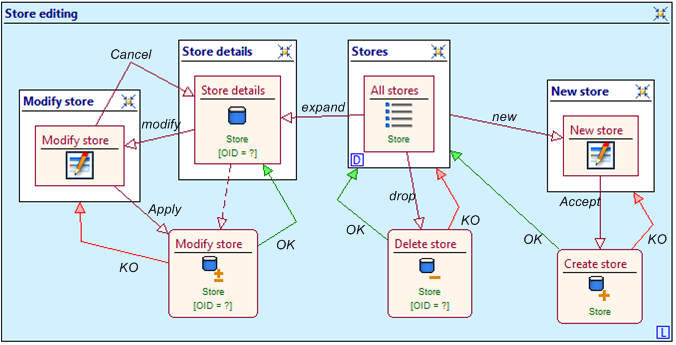 Store editing
Cancel
Store details
Stores
Modify store
Store details
Store
[OID = ?]
expand
All stores
Store
D
new
New store
New store
modify
Modify store
Apply
drop
Accept
KO
Modify store
Store
[OID = ?]
OK
OK
Delete store
Store
[OID = ?]
KO
OK
Create store
Store
KO
L